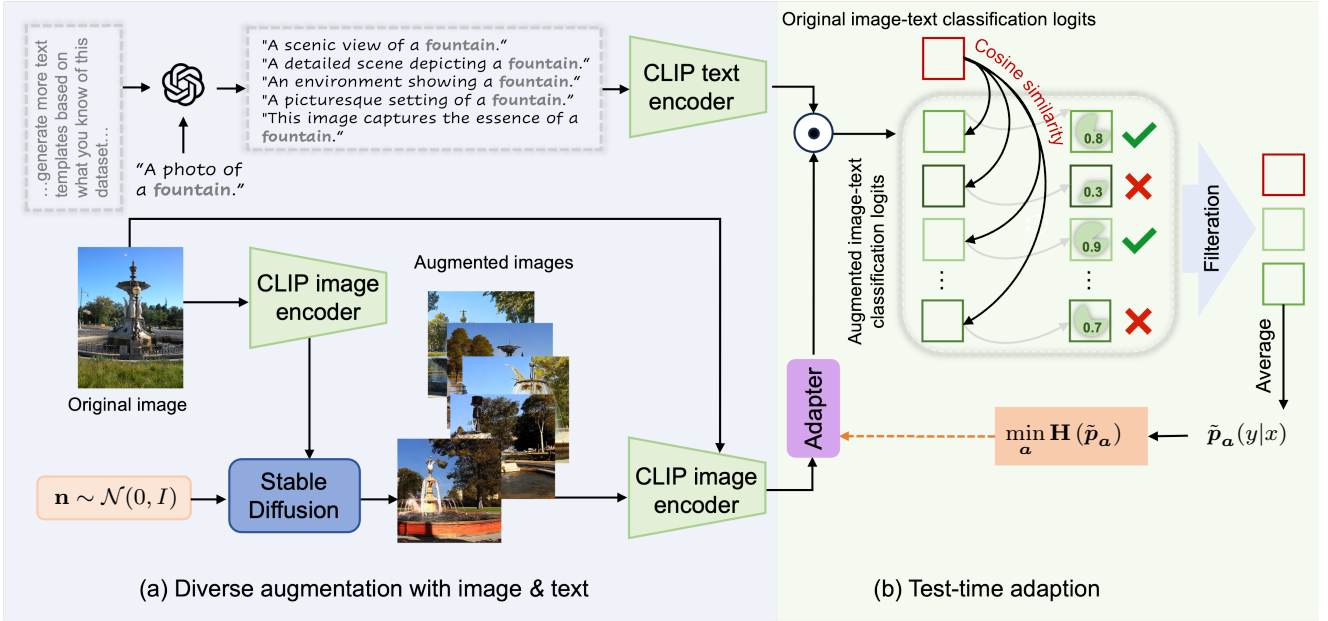 ...generate more text
templates based on
what you know of this
dataset...
"A photo of
a fountain."
"A scenic view of a fountain."
"A detailed scene depicting a fountain."
"An environment showing a fountain."
"A picturesque setting of a fountain."
"This image captures the essence of a
fountain."
CLIP text
encoder
Original image
CLIP image
encoder
Augmented images
n ∼ N(0, I)
Stable
Diffusion
CLIP image
encoder
(a) Diverse augmentation with image & text
Original image-text classification logits
Cosine similarity
Augmented image-text
classification logits
0.8
0.3
0.9
⋮
⋮
0.7
Filteration
Average
Adapter
min H (p̃ₐ)
a
p̃ₐ(y|x)
(b) Test-time adaption